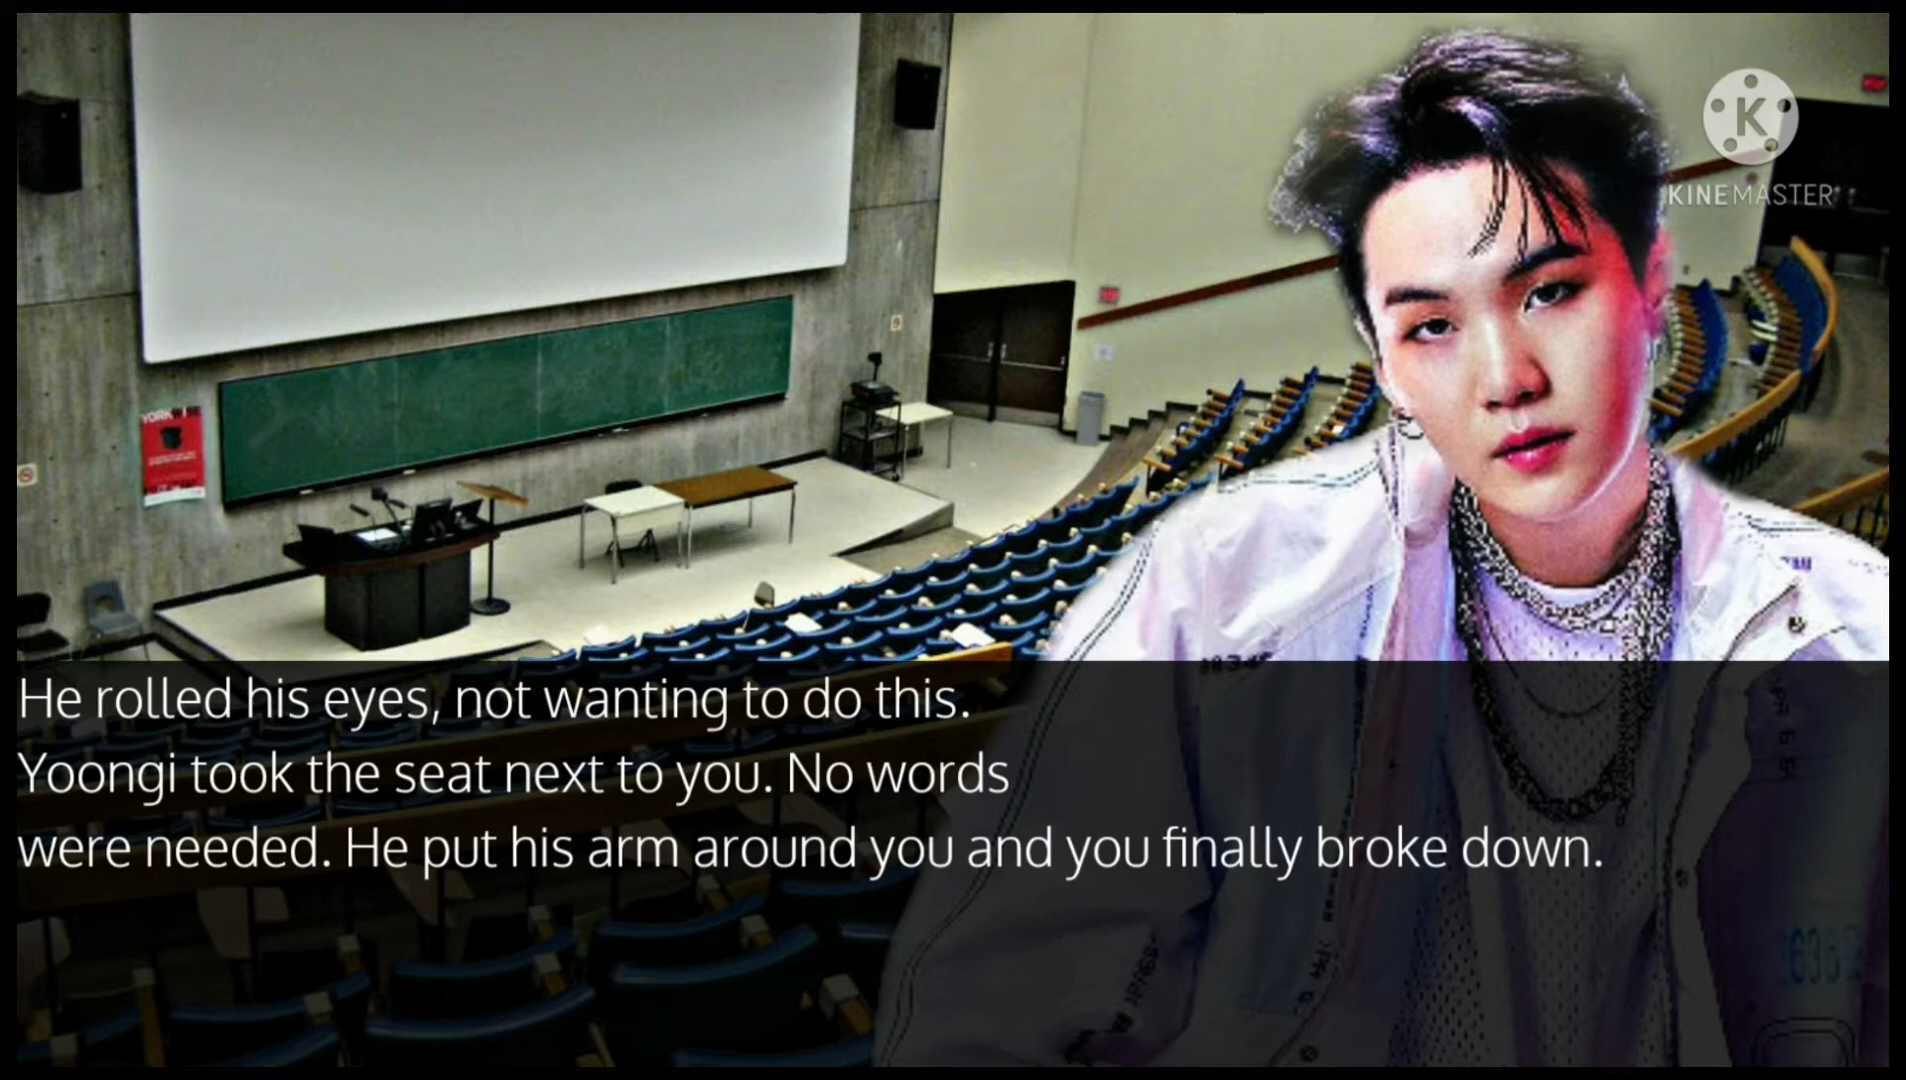 K
KINEMASTER
YORK
He rolled his eyes, not wanting to do this.
Yoongi took the seat next to you. No words
were needed. He put his arm around you and you finally broke down.